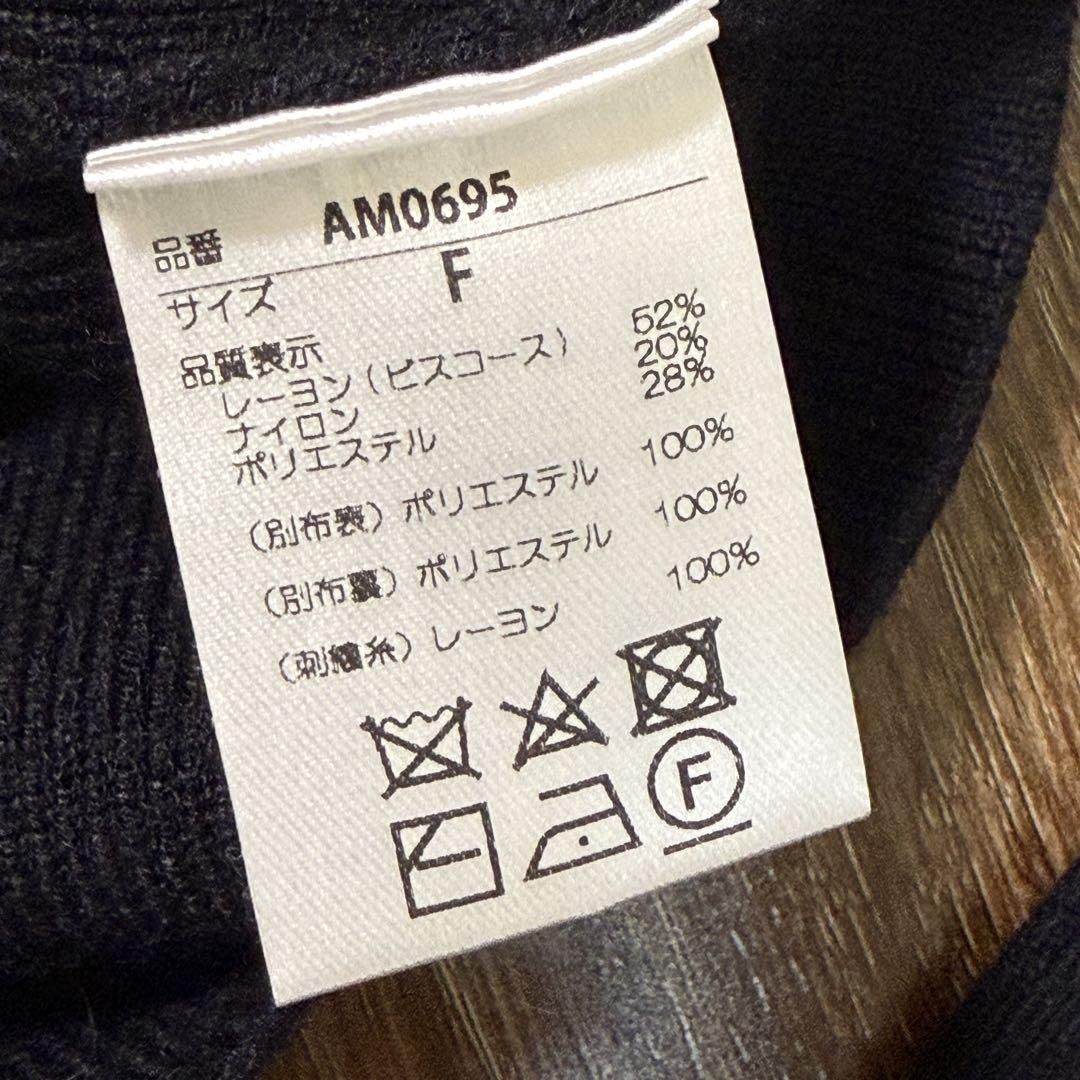 品番 AM0695
サイズ F
品質表示
レーヨン(ビスコース) 52%
ナイロン 20%
ポリエステル 28%
(別布表) ポリエステル 100%
(別布裏) ポリエステル 100%
(刺繍糸) レーヨン 100%
F